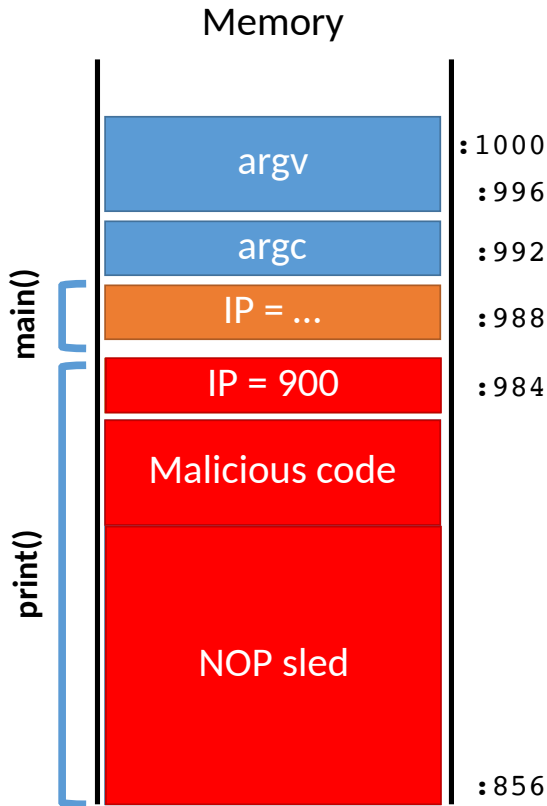 Memory
argv
:1000
:996
argc
:992
main()
IP = ...
:988
IP = 900
:984
Malicious code
print()
NOP sled
:856